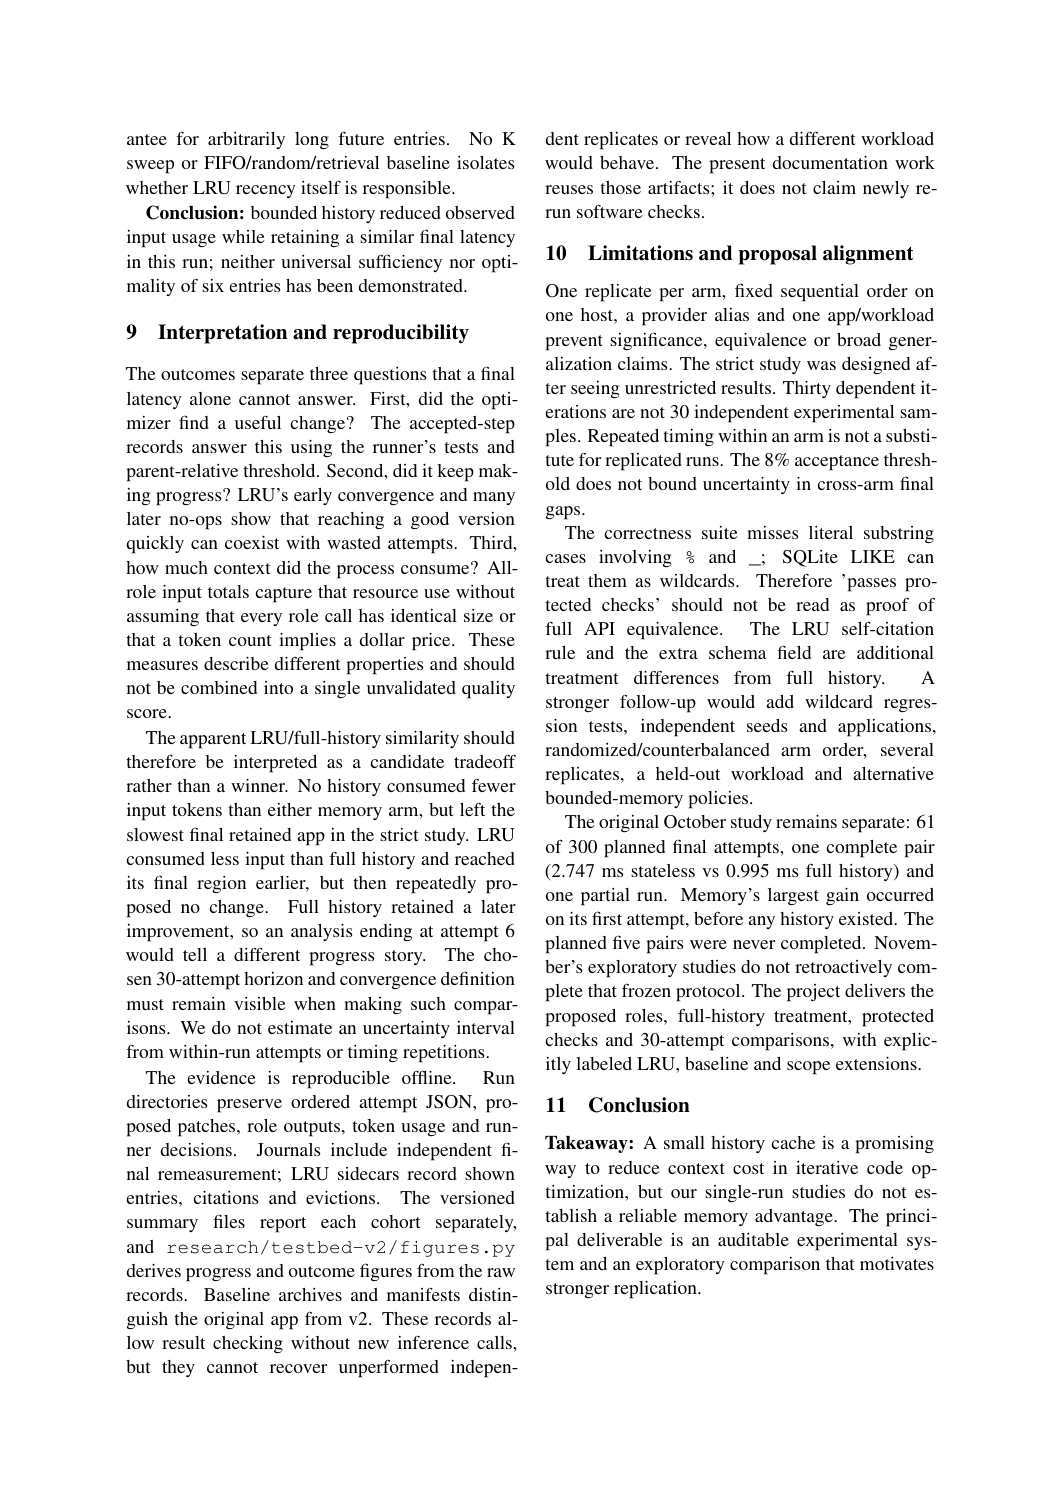 antee for arbitrarily long future entries. No K
sweep or FIFO/random/retrieval baseline isolates
whether LRU recency itself is responsible.
Conclusion: bounded history reduced observed
input usage while retaining a similar final latency
in this run; neither universal sufficiency nor opti-
mality of six entries has been demonstrated.
9 Interpretation and reproducibility
The outcomes separate three questions that a final
latency alone cannot answer. First, did the opti-
mizer find a useful change? The accepted-step
records answer this using the runner's tests and
parent-relative threshold. Second, did it keep mak-
ing progress? LRU's early convergence and many
later no-ops show that reaching a good version
quickly can coexist with wasted attempts. Third,
how much context did the process consume? All-
role input totals capture that resource use without
assuming that every role call has identical size or
that a token count implies a dollar price. These
measures describe different properties and should
not be combined into a single unvalidated quality
score.
The apparent LRU/full-history similarity should
therefore be interpreted as a candidate tradeoff
rather than a winner. No history consumed fewer
input tokens than either memory arm, but left the
slowest final retained app in the strict study. LRU
consumed less input than full history and reached
its final region earlier, but then repeatedly pro-
posed no change. Full history retained a later
improvement, so an analysis ending at attempt 6
would tell a different progress story. The cho-
sen 30-attempt horizon and convergence definition
must remain visible when making such compar-
isons. We do not estimate an uncertainty interval
from within-run attempts or timing repetitions.
The evidence is reproducible offline. Run
directories preserve ordered attempt JSON, pro-
posed patches, role outputs, token usage and run-
ner decisions. Journals include independent fi-
nal remeasurement; LRU sidecars record shown
entries, citations and evictions. The versioned
summary files report each cohort separately,
and research/testbed-v2/figures.py
derives progress and outcome figures from the raw
records. Baseline archives and manifests distin-
guish the original app from v2. These records al-
low result checking without new inference calls,
but they cannot recover unperformed indepen-
dent replicates or reveal how a different workload
would behave. The present documentation work
reuses those artifacts; it does not claim newly re-
run software checks.
10 Limitations and proposal alignment
One replicate per arm, fixed sequential order on
one host, a provider alias and one app/workload
prevent significance, equivalence or broad gener-
alization claims. The strict study was designed af-
ter seeing unrestricted results. Thirty dependent it-
erations are not 30 independent experimental sam-
ples. Repeated timing within an arm is not a substi-
tute for replicated runs. The 8% acceptance thresh-
old does not bound uncertainty in cross-arm final
gaps.
The correctness suite misses literal substring
cases involving % and _; SQLite LIKE can
treat them as wildcards. Therefore 'passes pro-
tected checks' should not be read as proof of
full API equivalence. The LRU self-citation
rule and the extra schema field are additional
treatment differences from full history. A
stronger follow-up would add wildcard regres-
sion tests, independent seeds and applications,
randomized/counterbalanced arm order, several
replicates, a held-out workload and alternative
bounded-memory policies.
The original October study remains separate: 61
of 300 planned final attempts, one complete pair
(2.747 ms stateless vs 0.995 ms full history) and
one partial run. Memory's largest gain occurred
on its first attempt, before any history existed. The
planned five pairs were never completed. Novem-
ber's exploratory studies do not retroactively com-
plete that frozen protocol. The project delivers the
proposed roles, full-history treatment, protected
checks and 30-attempt comparisons, with explic-
itly labeled LRU, baseline and scope extensions.
11 Conclusion
Takeaway: A small history cache is a promising
way to reduce context cost in iterative code op-
timization, but our single-run studies do not es-
tablish a reliable memory advantage. The princi-
pal deliverable is an auditable experimental sys-
tem and an exploratory comparison that motivates
stronger replication.